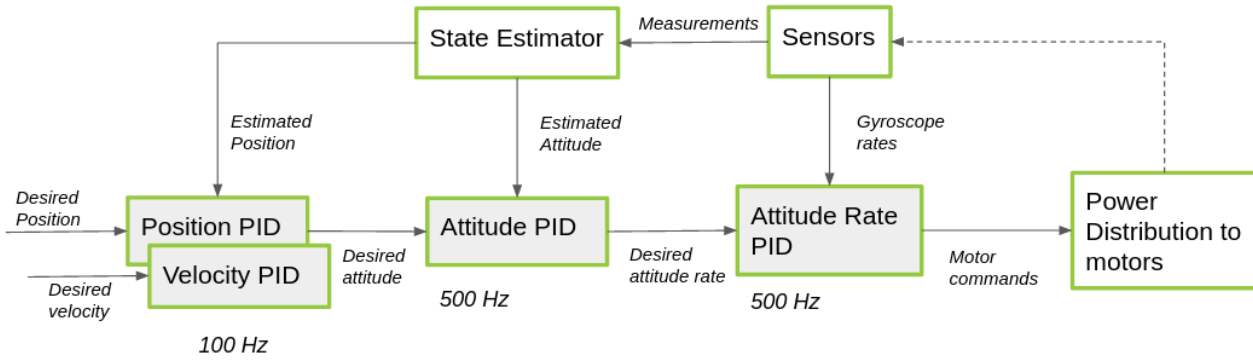 State Estimator
Measurements
Sensors
Estimated
Position
Estimated
Attitude
Gyroscope
rates
Desired
Position
Position PID
Velocity PID
Desired
velocity
100 Hz
Desired
attitude
Attitude PID
500 Hz
Desired
attitude rate
Attitude Rate
PID
500 Hz
Motor
commands
Power
Distribution to
motors